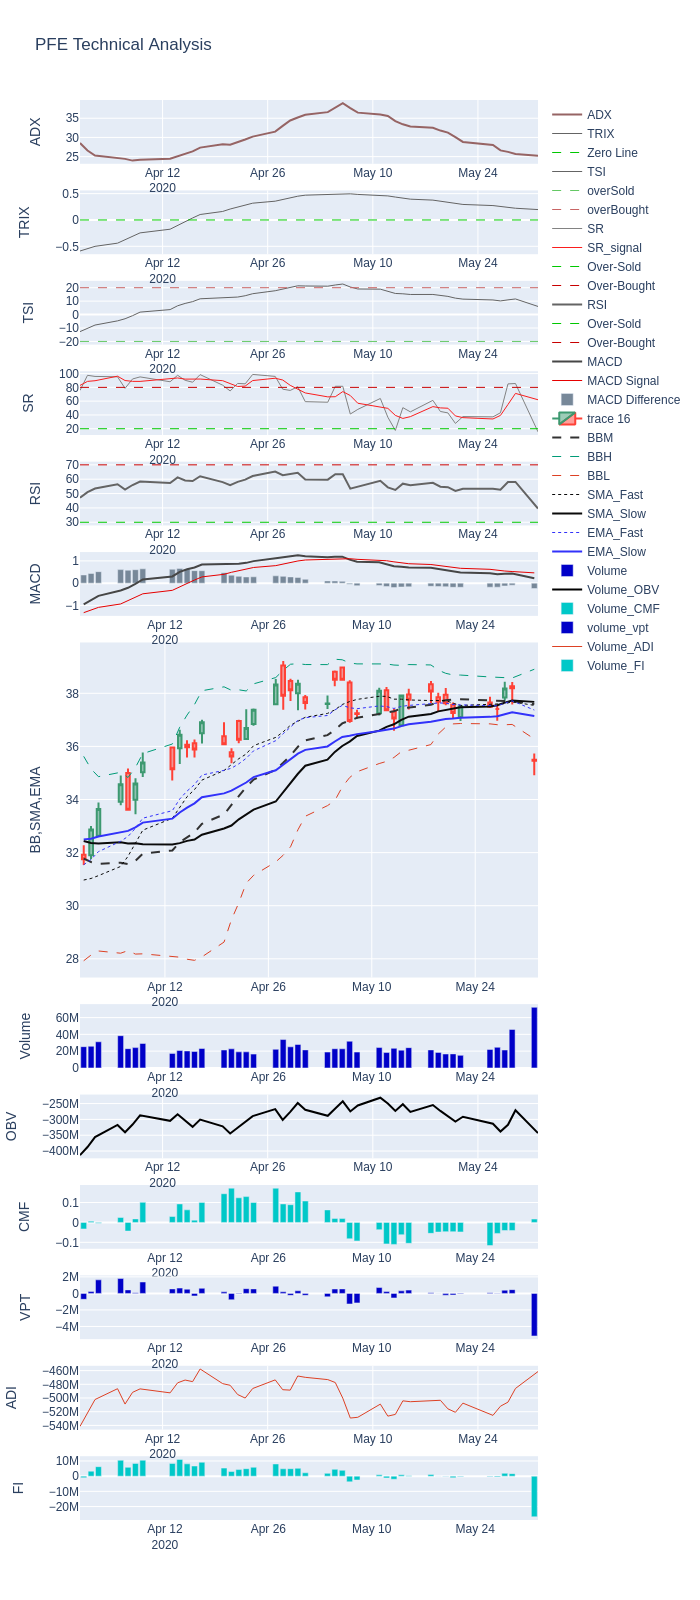 PFE Technical Analysis
ADX
35
30
25
Apr 12
2020
Apr 26
May 10
May 24
TRIX
0.5
0
−0.5
Apr 12
2020
Apr 26
May 10
May 24
TSI
20
10
0
−10
−20
Apr 12
2020
Apr 26
May 10
May 24
SR
100
80
60
40
20
Apr 12
2020
Apr 26
May 10
May 24
RSI
70
60
50
40
30
Apr 12
2020
Apr 26
May 10
May 24
MACD
1
0
−1
Apr 12
2020
Apr 26
May 10
May 24
BB,SMA,EMA
38
36
34
32
30
28
Apr 12
2020
Apr 26
May 10
May 24
Volume
60M
40M
20M
0
Apr 12
2020
Apr 26
May 10
May 24
OBV
−250M
−300M
−350M
−400M
Apr 12
2020
Apr 26
May 10
May 24
CMF
0.1
0
−0.1
Apr 12
2020
Apr 26
May 10
May 24
VPT
2M
0
−2M
−4M
Apr 12
2020
Apr 26
May 10
May 24
ADI
−460M
−480M
−500M
−520M
−540M
Apr 12
2020
Apr 26
May 10
May 24
FI
10M
0
−10M
−20M
Apr 12
2020
Apr 26
May 10
May 24
ADX
TRIX
Zero Line
TSI
overSold
overBought
SR
SR_signal
Over-Sold
Over-Bought
RSI
Over-Sold
Over-Bought
MACD
MACD Signal
MACD Difference
trace 16
BBM
BBH
BBL
SMA_Fast
SMA_Slow
EMA_Fast
EMA_Slow
Volume
Volume_OBV
Volume_CMF
volume_vpt
Volume_ADI
Volume_FI